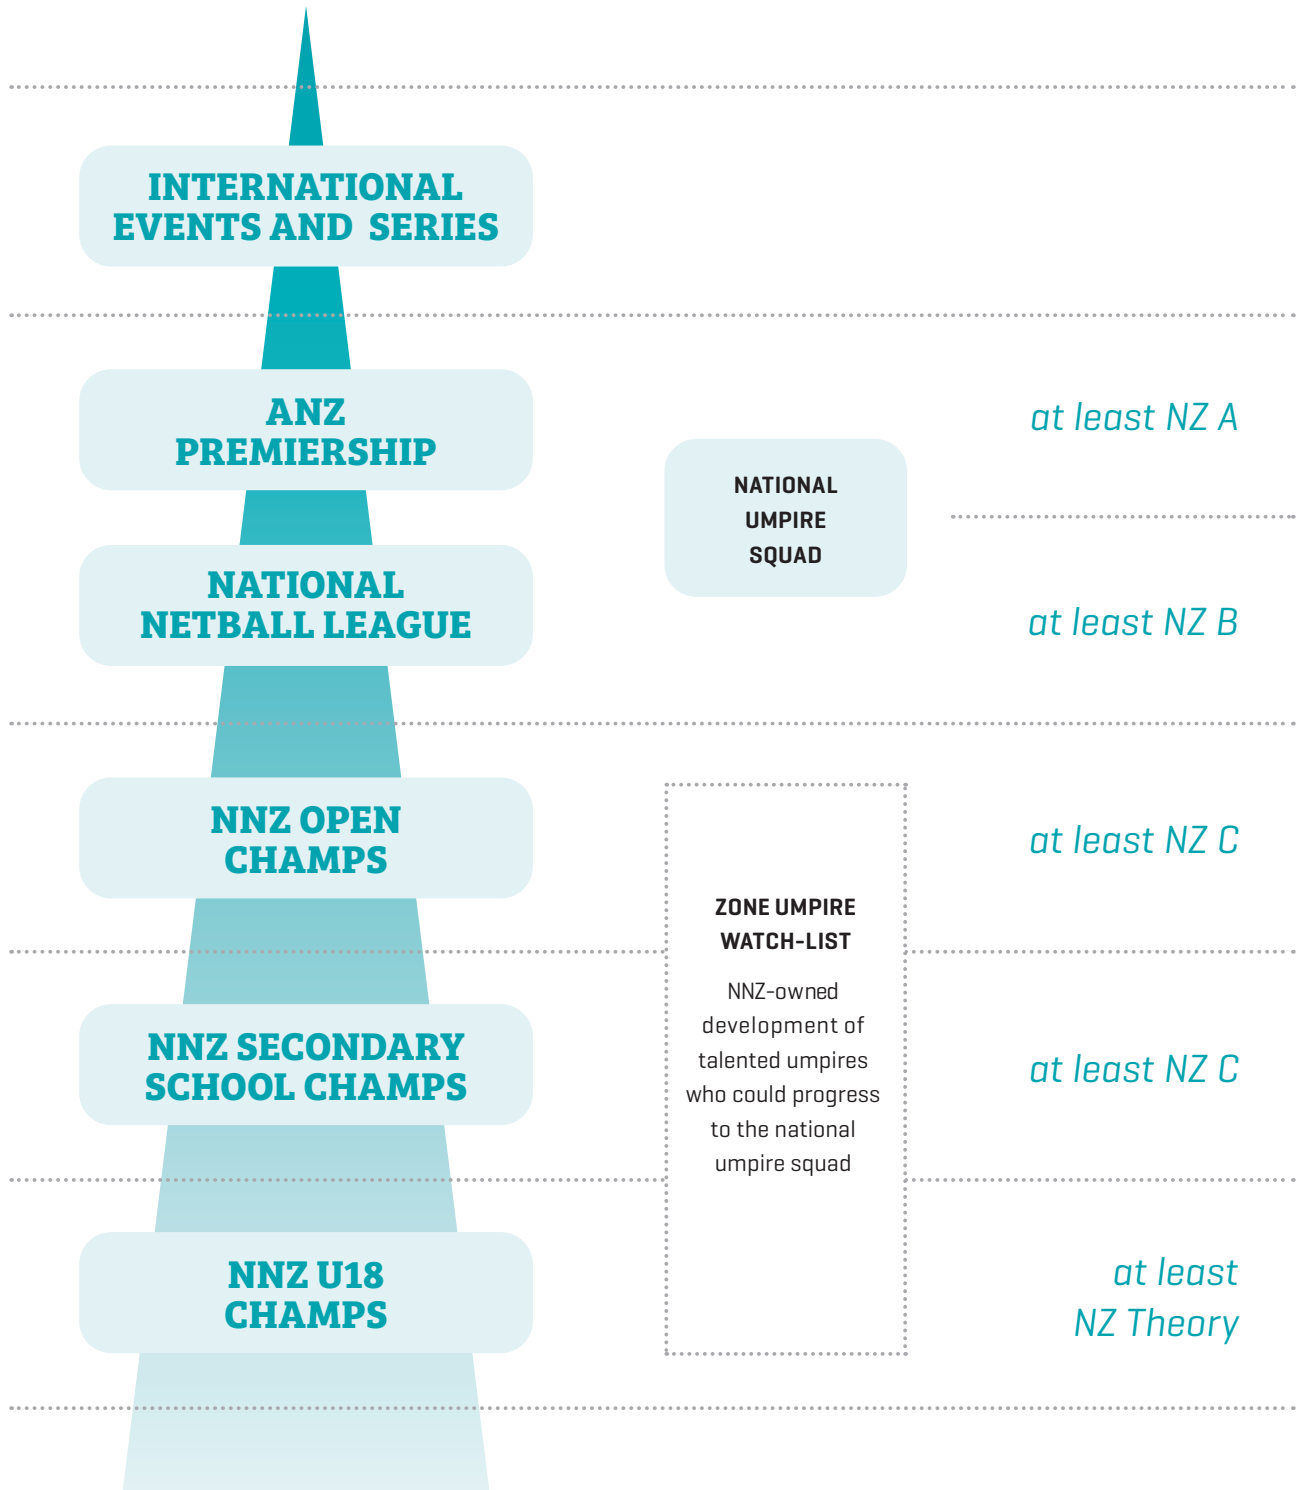 INTERNATIONAL
EVENTS AND SERIES
ANZ
PREMIERSHIP
at least NZ A
NATIONAL
UMPIRE
SQUAD
NATIONAL
NETBALL LEAGUE
at least NZ B
NNZ OPEN
CHAMPS
at least NZ C
ZONE UMPIRE
WATCH-LIST
NNZ-owned
development of
talented umpires
who could progress
to the national
umpire squad
NNZ SECONDARY
SCHOOL CHAMPS
at least NZ C
NNZ U18
CHAMPS
at least
NZ Theory